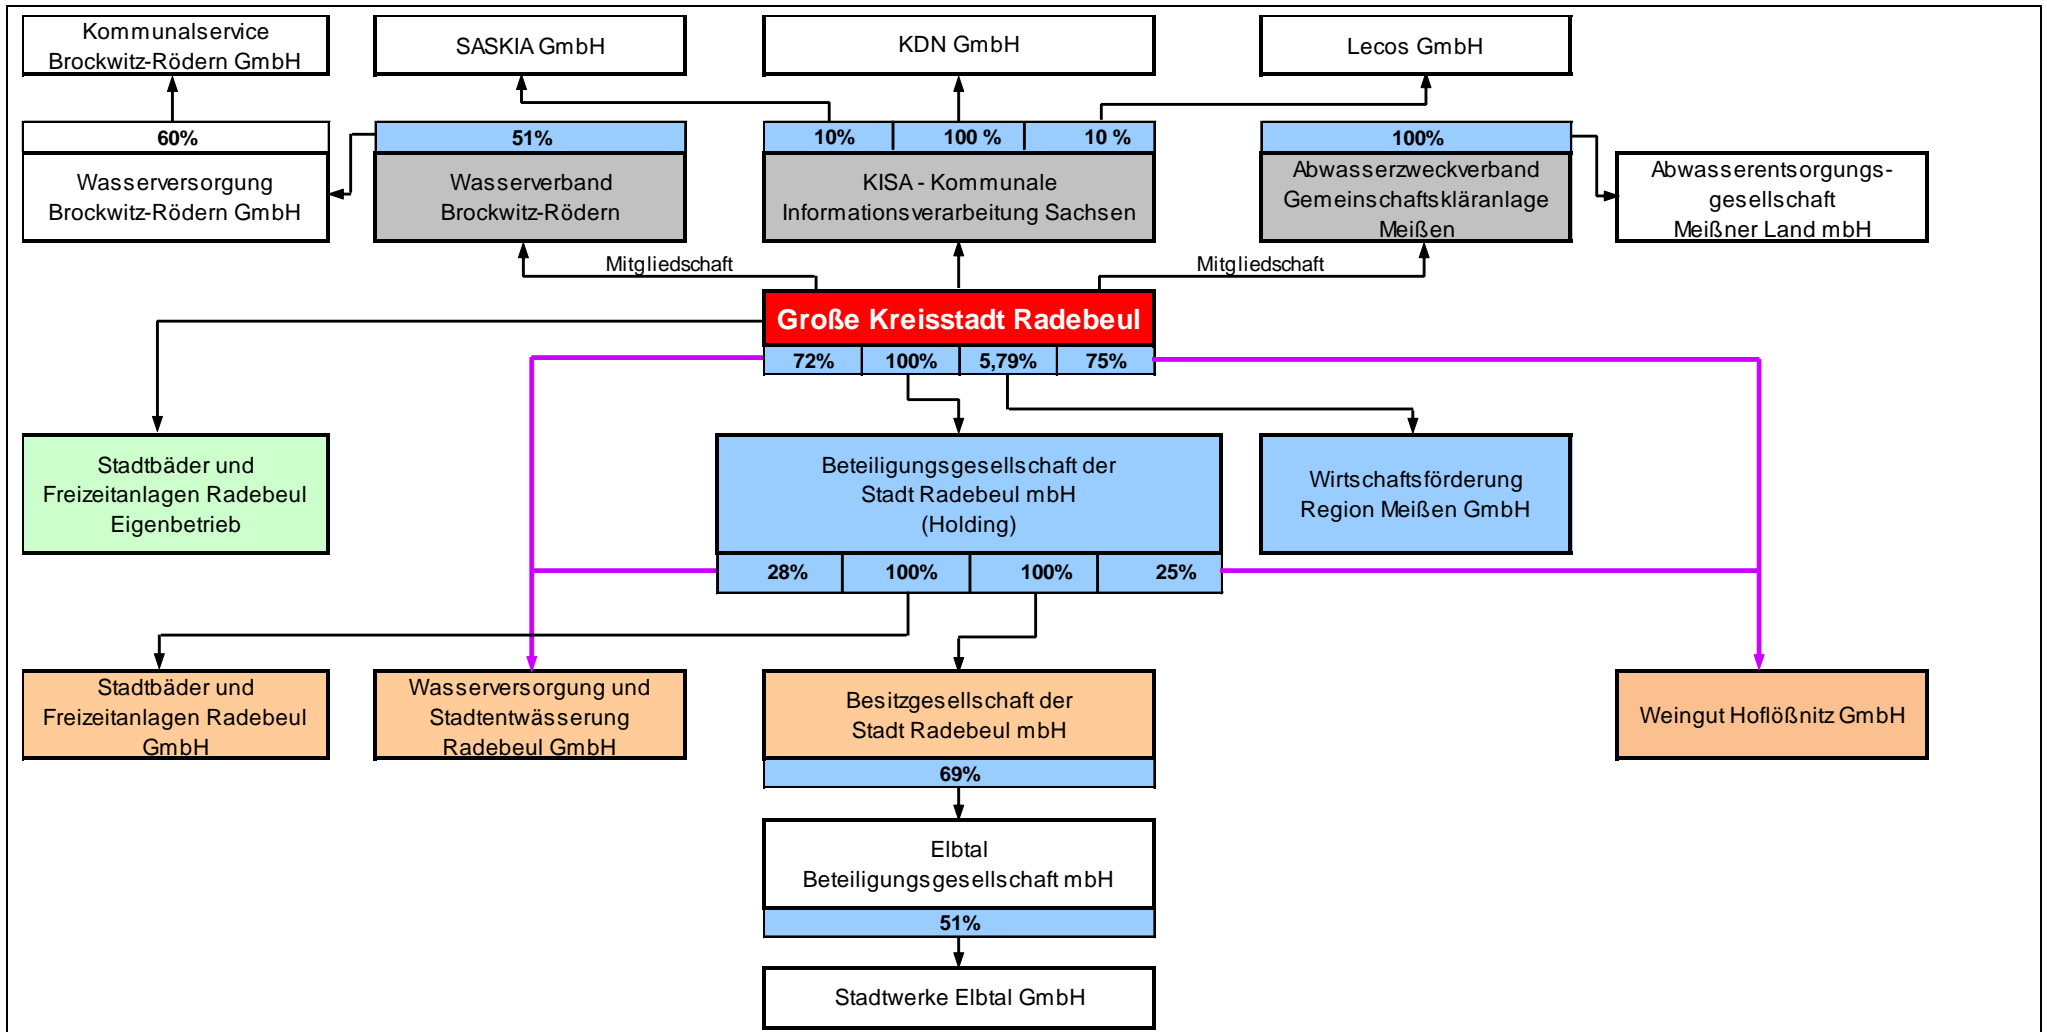 Kommunalservice
Brockwitz-Rödern GmbH
SASKIA GmbH
KDN GmbH
Lecos GmbH
60%
51%
10%
100 %
10 %
100%
Wasserversorgung
Brockwitz-Rödern GmbH
Wasserverband
Brockwitz-Rödern
KISA - Kommunale
Informationsverarbeitung Sachsen
Abwasserzweckverband
Gemeinschaftskläranlage
Meißen
Abwasserentsorgungs-
gesellschaft
Meißner Land mbH
Mitgliedschaft
Mitgliedschaft
Große Kreisstadt Radebeul
72%
100%
5,79%
75%
Stadtbäder und
Freizeitanlagen Radebeul
Eigenbetrieb
Beteiligungsgesellschaft der
Stadt Radebeul mbH
(Holding)
Wirtschaftsförderung
Region Meißen GmbH
28%
100%
100%
25%
Stadtbäder und
Freizeitanlagen Radebeul
GmbH
Wasserversorgung und
Stadtentwässerung
Radebeul GmbH
Besitzgesellschaft der
Stadt Radebeul mbH
Weingut Hoflößnitz GmbH
69%
Elbtal
Beteiligungsgesellschaft mbH
51%
Stadtwerke Elbtal GmbH